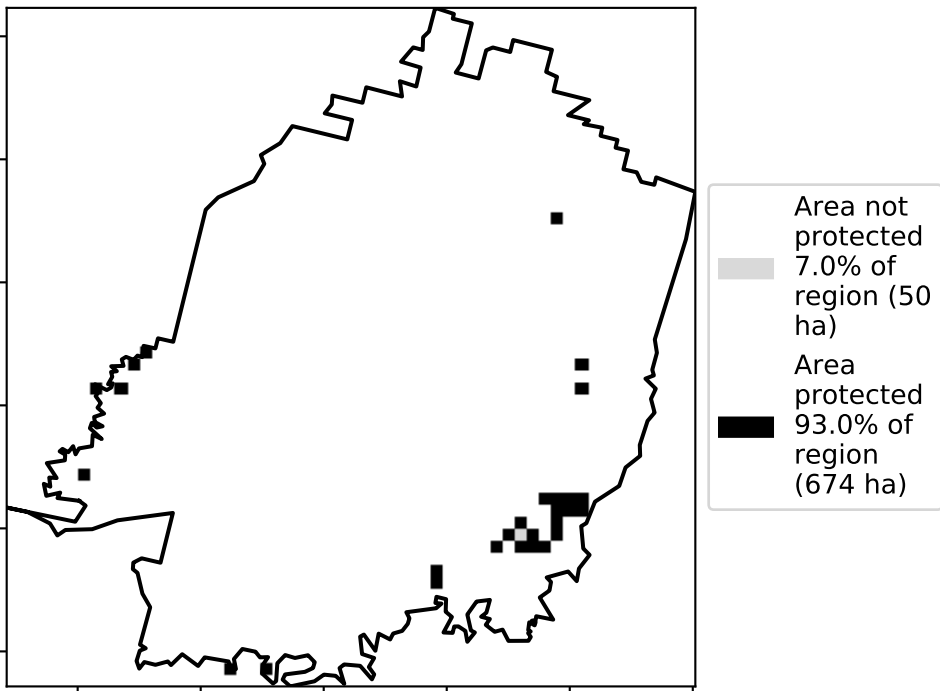 Area not
protected
7.0% of
region (50
ha)
Area
protected
93.0% of
region
(674 ha)